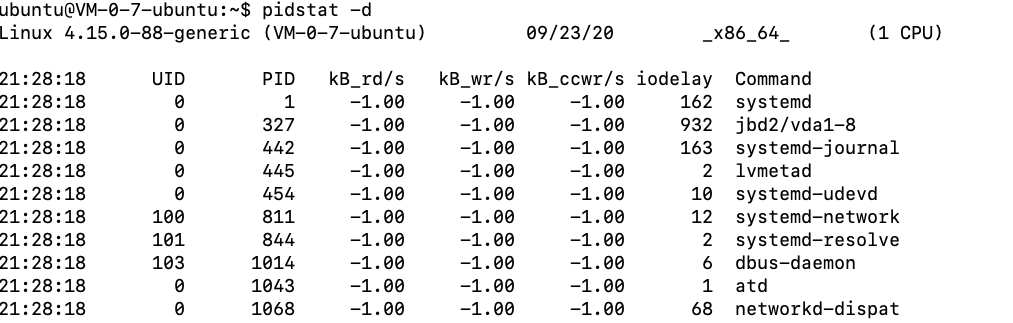 ubuntu@VM-0-7-ubuntu:~$ pidstat -d
Linux 4.15.0-88-generic (VM-0-7-ubuntu) 09/23/20 _x86_64_ (1 CPU)
21:28:18 UID PID kB_rd/s kB_wr/s kB_ccwr/s iodelay Command
21:28:18 0 1 -1.00 -1.00 -1.00 162 systemd
21:28:18 0 327 -1.00 -1.00 -1.00 932 jbd2/vda1-8
21:28:18 0 442 -1.00 -1.00 -1.00 163 systemd-journal
21:28:18 0 445 -1.00 -1.00 -1.00 2 lvmetad
21:28:18 0 454 -1.00 -1.00 -1.00 10 systemd-udevd
21:28:18 100 811 -1.00 -1.00 -1.00 12 systemd-network
21:28:18 101 844 -1.00 -1.00 -1.00 2 systemd-resolve
21:28:18 103 1014 -1.00 -1.00 -1.00 6 dbus-daemon
21:28:18 0 1043 -1.00 -1.00 -1.00 1 atd
21:28:18 0 1068 -1.00 -1.00 -1.00 68 networkd-dispat